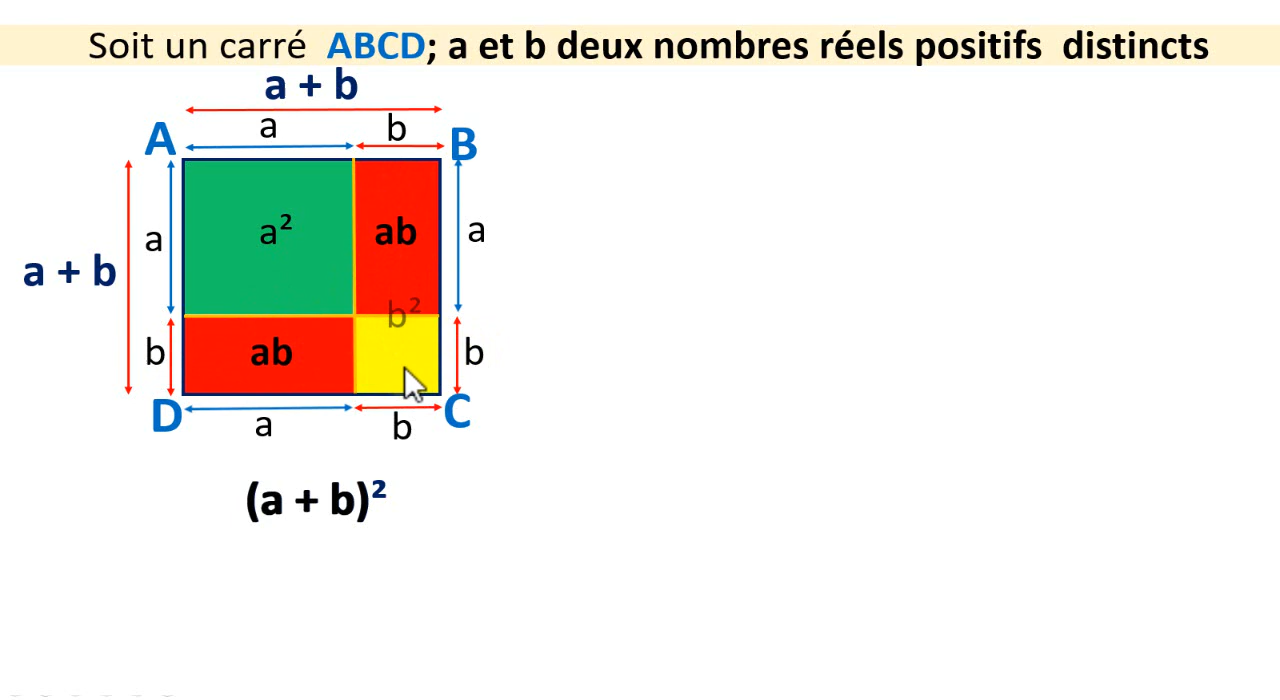 Soit un carré ABCD; a et b deux nombres réels positifs distincts
a + b
a b
A B
a² ab a
a
a + b
b²
b ab b
D C
a b
(a + b)²